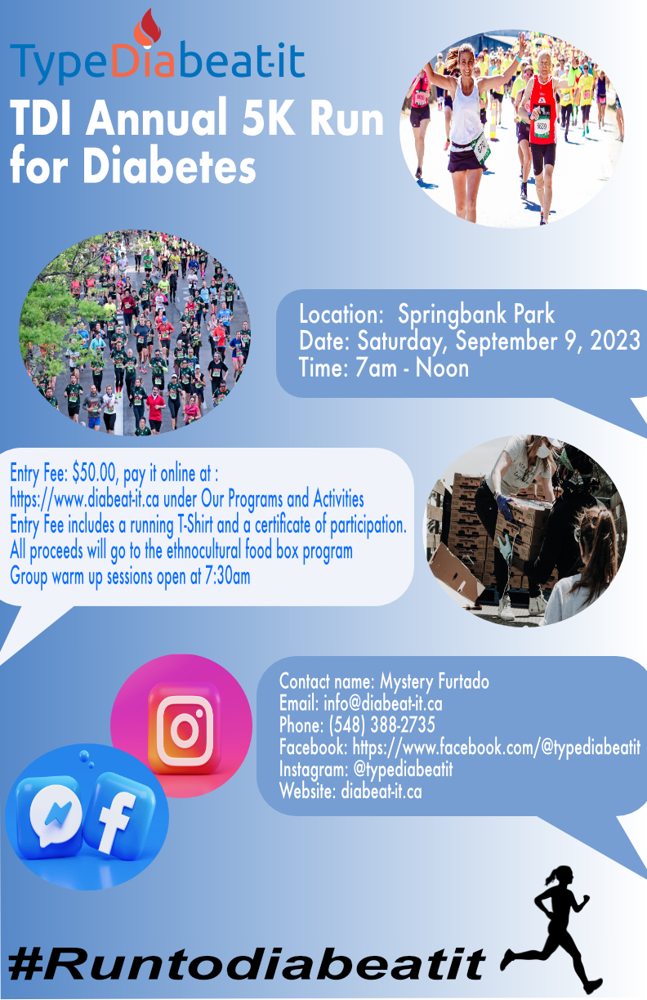 TypeDiabeat-it
TDI Annual 5K Run
for Diabetes
Location: Springbank Park
Date: Saturday, September 9, 2023
Time: 7am - Noon
Entry Fee: $50.00, pay it online at :
https://www.diabeat-it.ca under Our Programs and Activities
Entry Fee includes a running T-Shirt and a certificate of participation.
All proceeds will go to the ethnocultural food box program
Group warm up sessions open at 7:30am
Contact name: Mystery Furtado
Email: info@diabeat-it.ca
Phone: (548) 388-2735
Facebook: https://www.facebook.com/@typediabeatit
Instagram: @typediabeatit
Website: diabeat-it.ca
#Runtodiabeatit